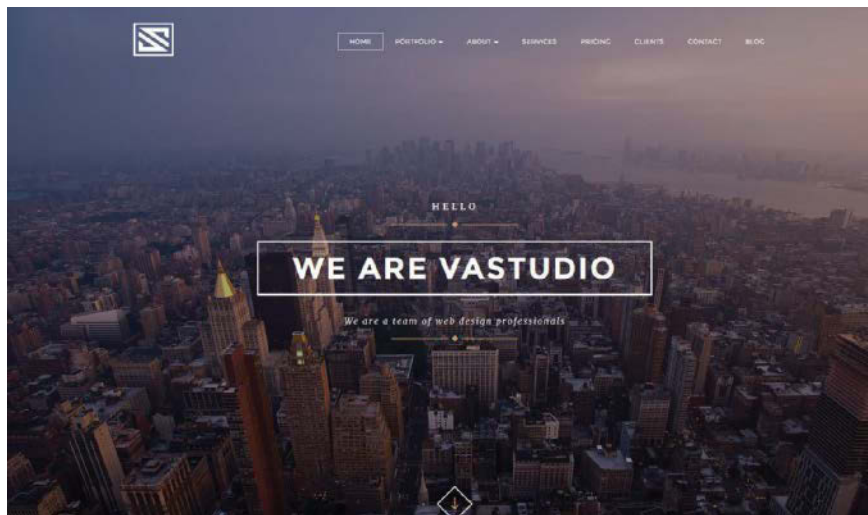 HOME PORTFOLIO ABOUT SERVICES PRICING CLIENTS CONTACT BLOG
HELLO
WE ARE VASTUDIO
We are a team of web design professionals